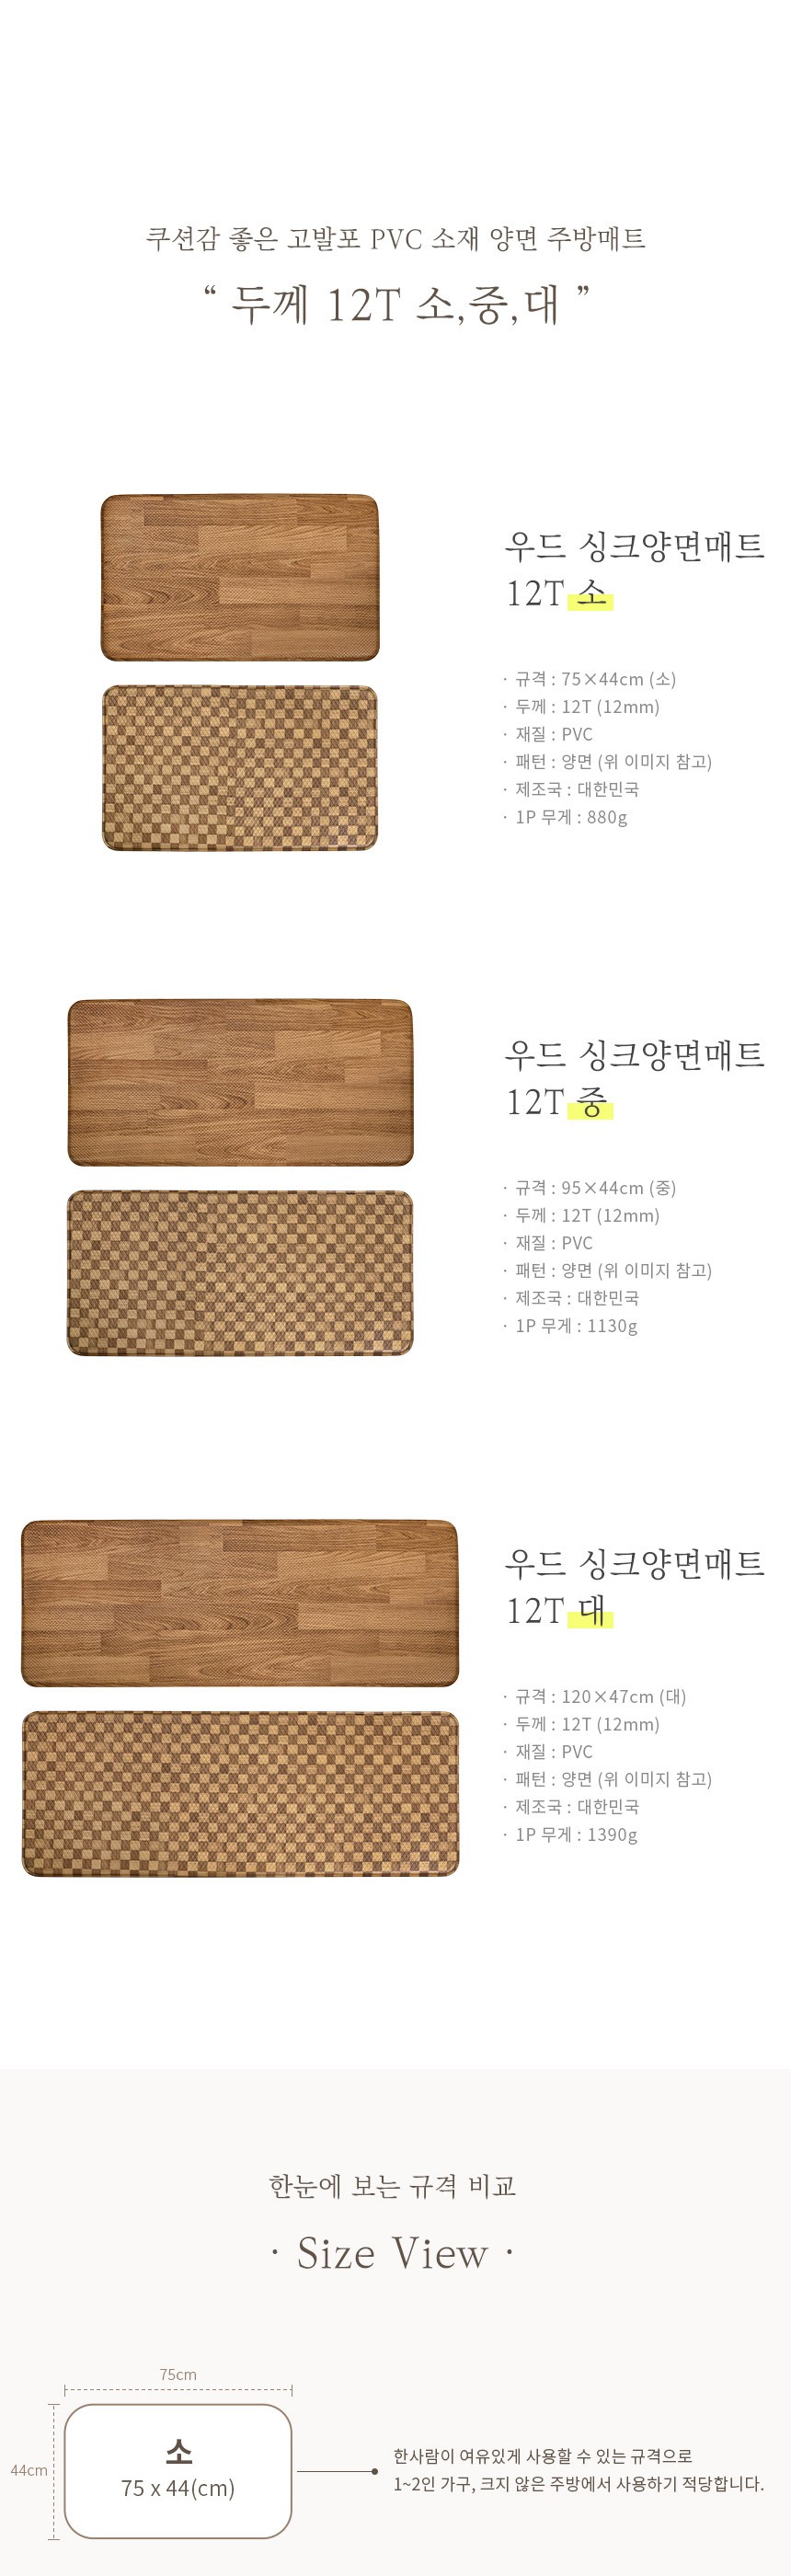 쿠션감 좋은 고발포 PVC 소재 양면 주방매트
“ 두께 12T 소,중,대 ”
우드 싱크양면매트
12T 소
· 규격 : 75×44cm (소)
· 두께 : 12T (12mm)
· 재질 : PVC
· 패턴 : 양면 (위 이미지 참고)
· 제조국 : 대한민국
· 1P 무게 : 880g
우드 싱크양면매트
12T 중
· 규격 : 95×44cm (중)
· 두께 : 12T (12mm)
· 재질 : PVC
· 패턴 : 양면 (위 이미지 참고)
· 제조국 : 대한민국
· 1P 무게 : 1130g
우드 싱크양면매트
12T 대
· 규격 : 120×47cm (대)
· 두께 : 12T (12mm)
· 재질 : PVC
· 패턴 : 양면 (위 이미지 참고)
· 제조국 : 대한민국
· 1P 무게 : 1390g
한눈에 보는 규격 비교
· Size View ·
75cm
44cm
소
75 x 44(cm)
한사람이 여유있게 사용할 수 있는 규격으로
1~2인 가구, 크지 않은 주방에서 사용하기 적당합니다.